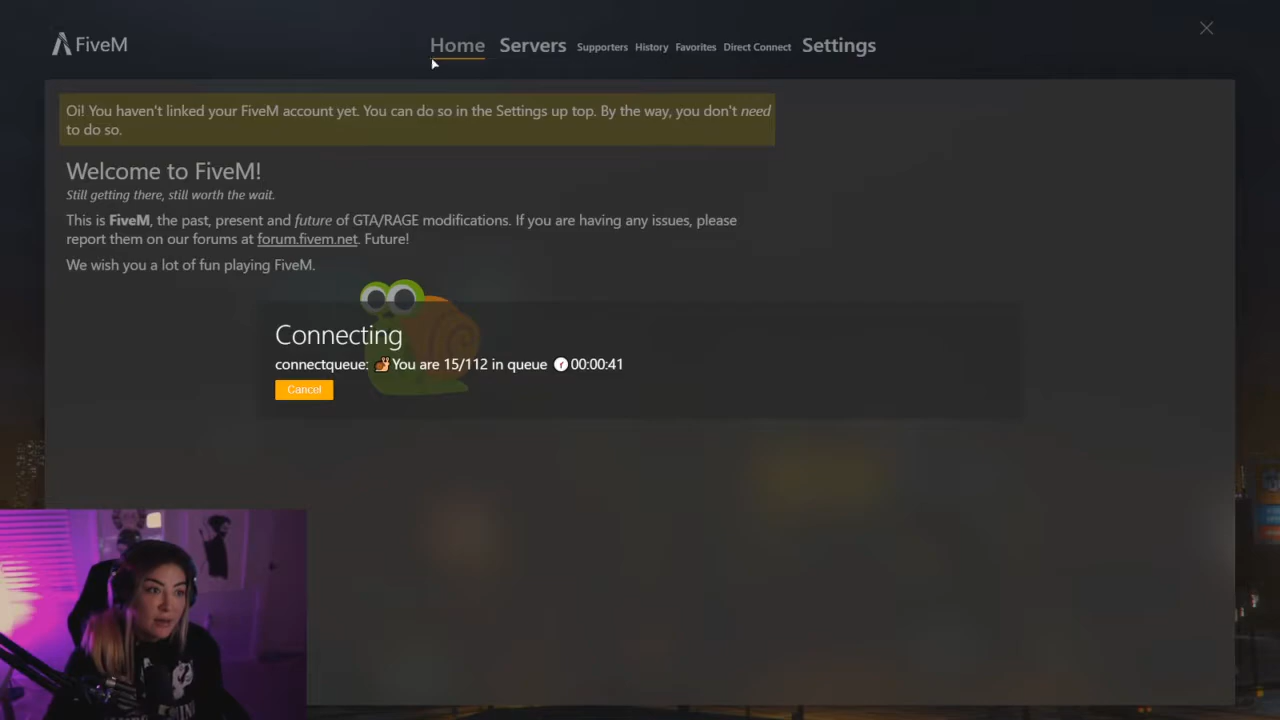 FiveM
Home Servers Supporters History Favorites Direct Connect Settings
Oi! You haven't linked your FiveM account yet. You can do so in the Settings up top. By the way, you don't need
to do so.
Welcome to FiveM!
Still getting there, still worth the wait.
This is FiveM, the past, present and future of GTA/RAGE modifications. If you are having any issues, please
report them on our forums at forum.fivem.net. Future!
We wish you a lot of fun playing FiveM.
Connecting
connectqueue: 🐌You are 15/112 in queue 🕐00:00:41
Cancel